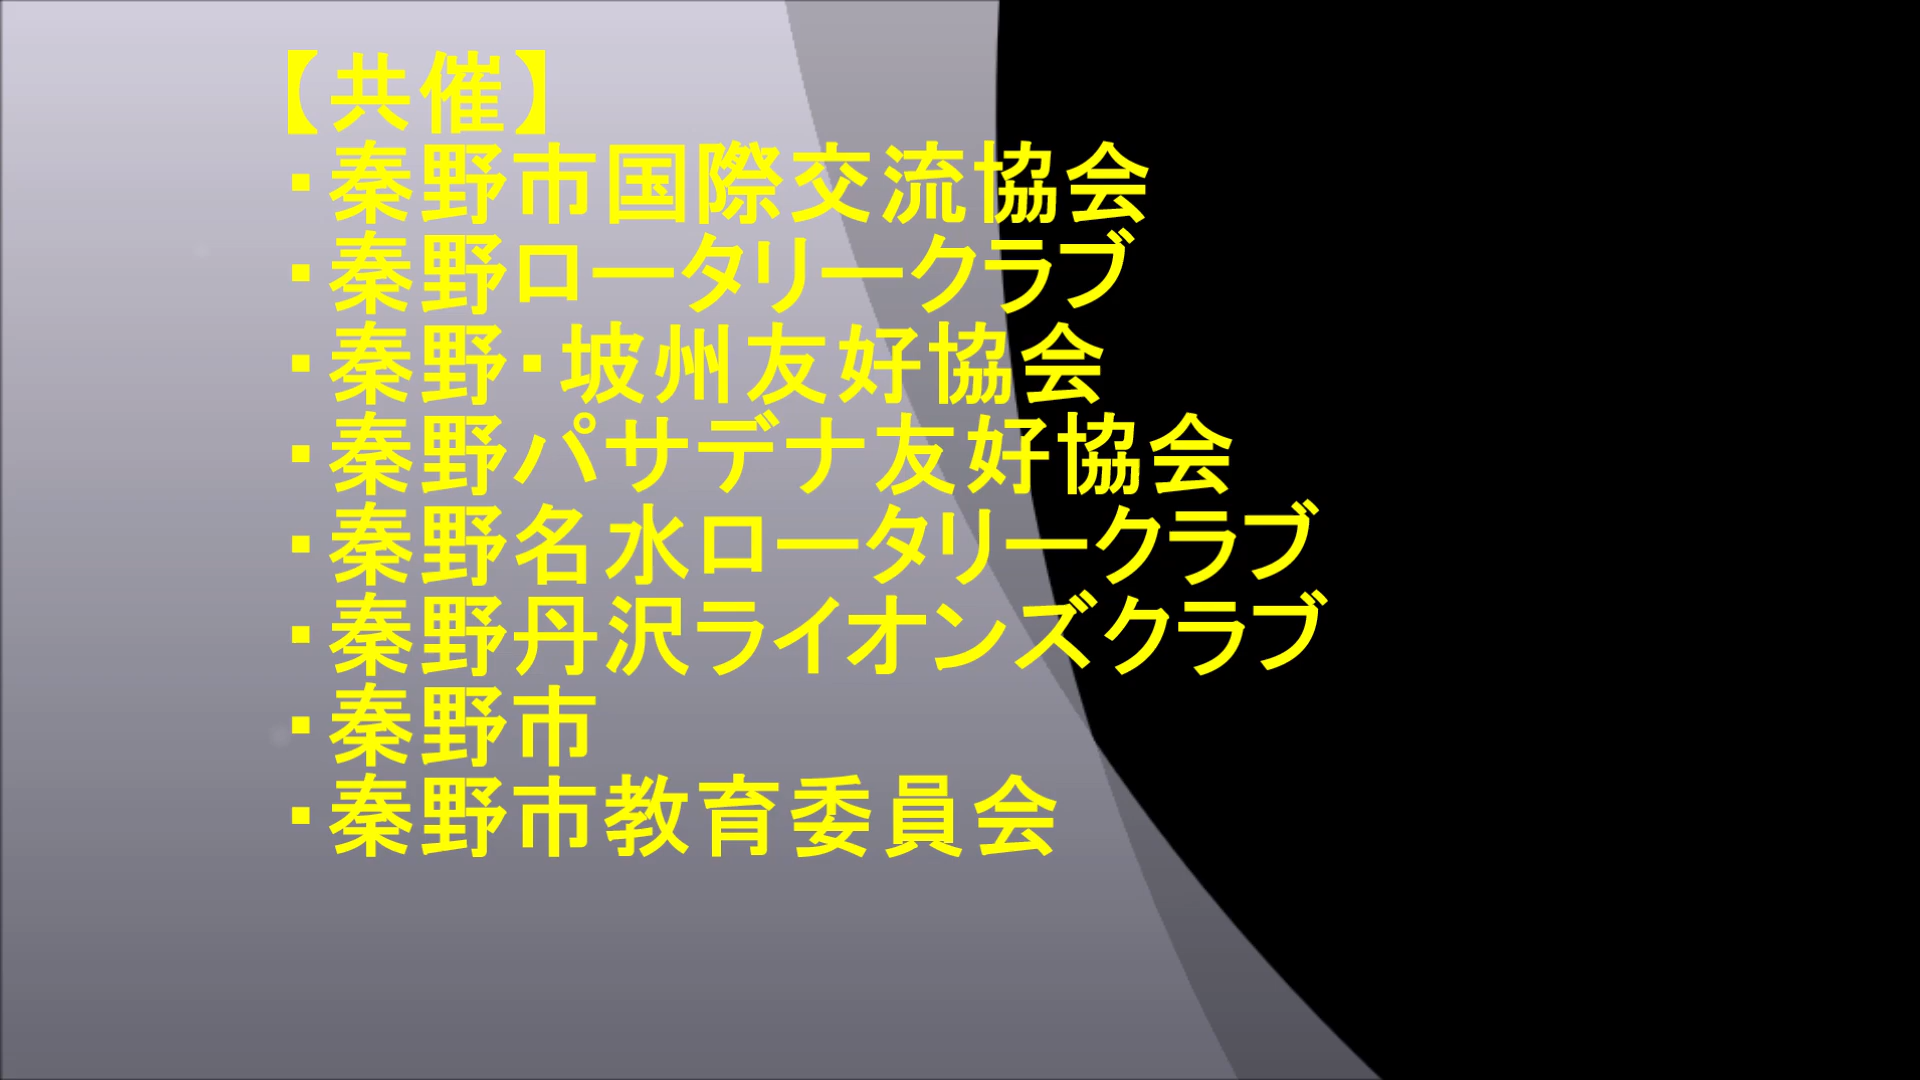 【共催】
・秦野市国際交流協会
・秦野ロータリークラブ
・秦野・坡州友好協会
・秦野パサデナ友好協会
・秦野名水ロータリークラブ
・秦野丹沢ライオンズクラブ
・秦野市
・秦野市教育委員会